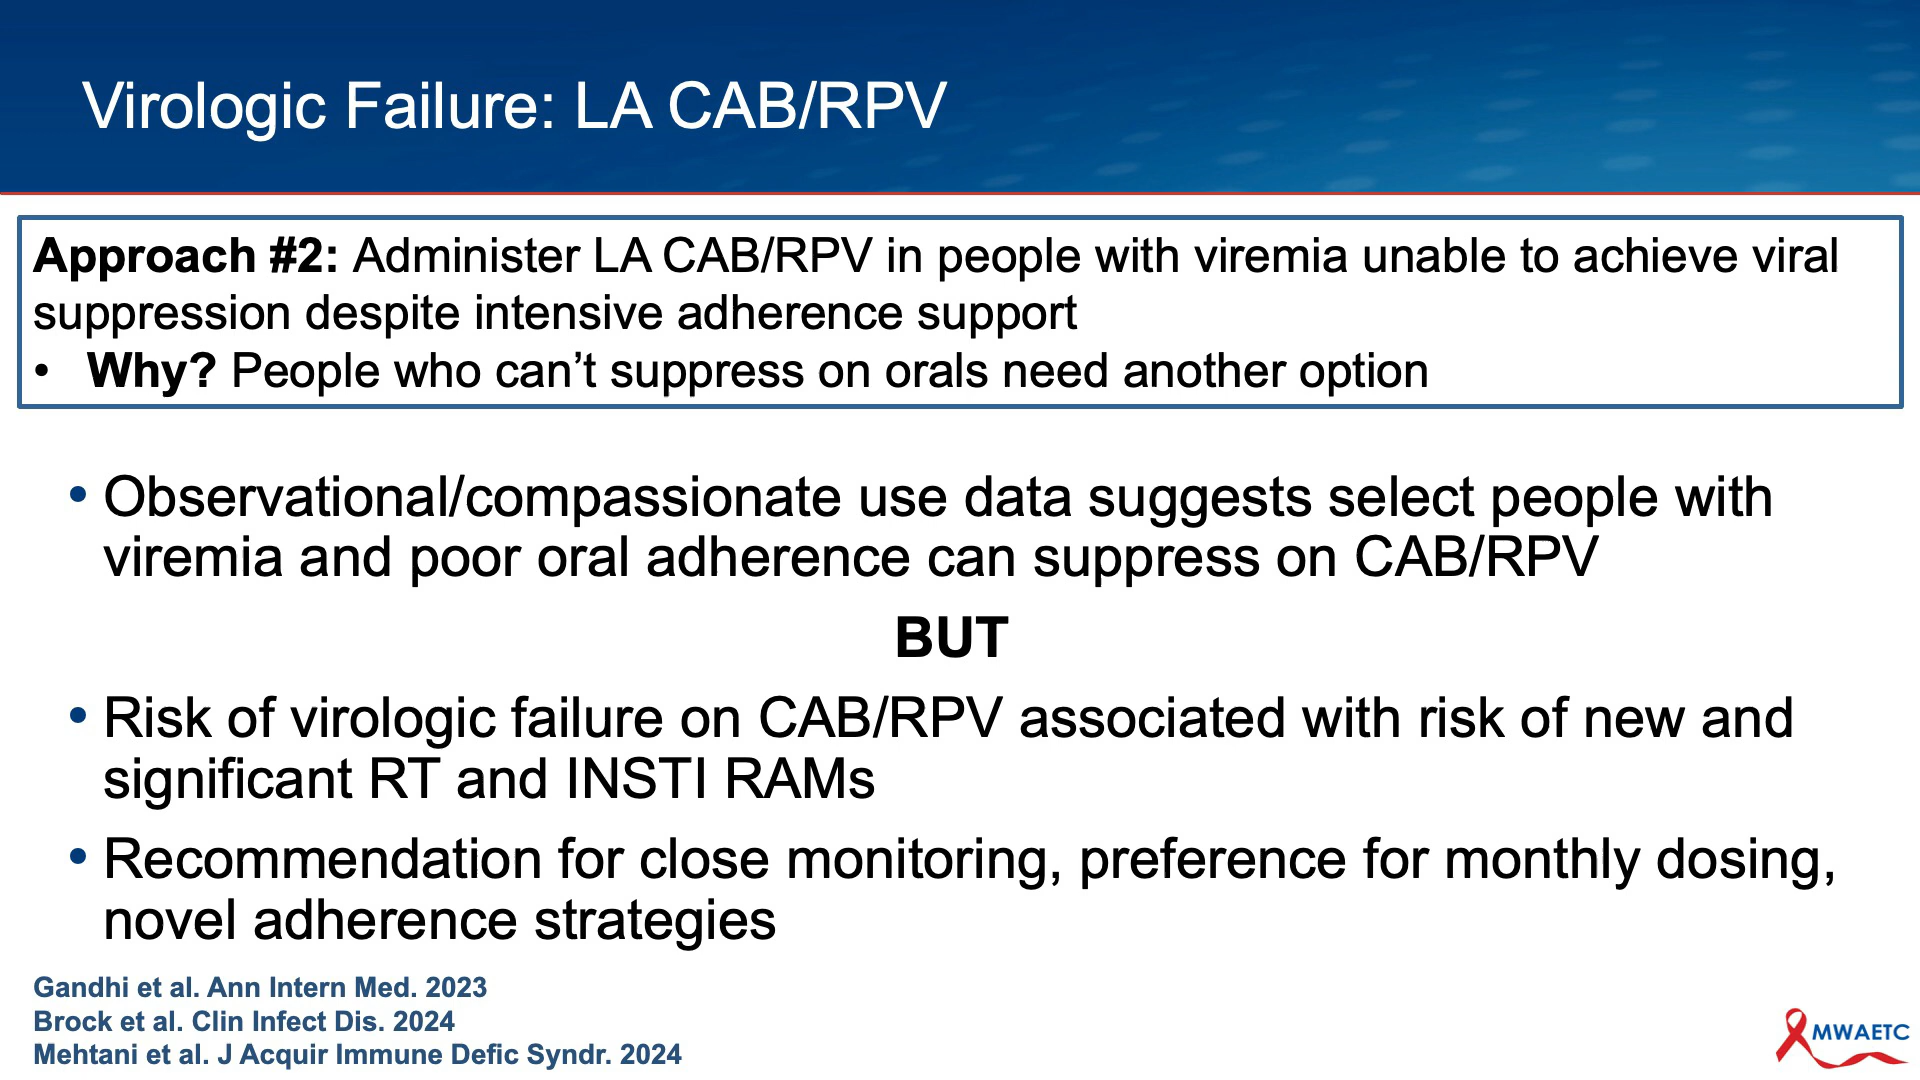 Virologic Failure: LA CAB/RPV
Approach #2: Administer LA CAB/RPV in people with viremia unable to achieve viral
suppression despite intensive adherence support
• Why? People who can’t suppress on orals need another option
• Observational/compassionate use data suggests select people with
viremia and poor oral adherence can suppress on CAB/RPV
BUT
• Risk of virologic failure on CAB/RPV associated with risk of new and
significant RT and INSTI RAMs
• Recommendation for close monitoring, preference for monthly dosing,
novel adherence strategies
Gandhi et al. Ann Intern Med. 2023
Brock et al. Clin Infect Dis. 2024
Mehtani et al. J Acquir Immune Defic Syndr. 2024
MWAETC